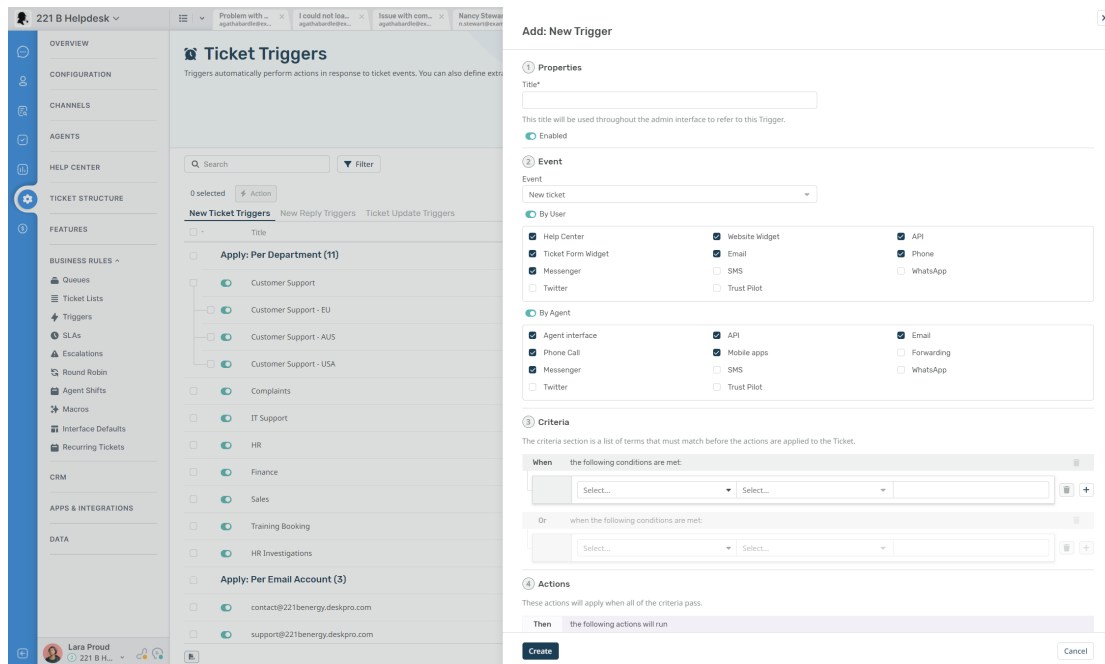 221 B Helpdesk
Problem with ...
agathabardle@ex...
I could not loa...
agathabardle@ex...
Issue with com...
agathabardle@ex...
Nancy Stewar
n.stewart@exam
OVERVIEW
CONFIGURATION
CHANNELS
AGENTS
HELP CENTER
TICKET STRUCTURE
FEATURES
BUSINESS RULES
Queues
Ticket Lists
Triggers
SLAs
Escalations
Round Robin
Agent Shifts
Macros
Interface Defaults
Recurring Tickets
CRM
APPS & INTEGRATIONS
DATA
Lara Proud
221 B H...
Ticket Triggers
Triggers automatically perform actions in response to ticket events. You can also define extra
Search
Filter
0 selected
Action
New Ticket Triggers New Reply Triggers Ticket Update Triggers
Title
Apply: Per Department (11)
Customer Support
Customer Support - EU
Customer Support - AUS
Customer Support - USA
Complaints
IT Support
HR
Finance
Sales
Training Booking
HR Investigations
Apply: Per Email Account (3)
contact@221benergy.deskpro.com
support@221benergy.deskpro.com
Add: New Trigger
1 Properties
Title*
This title will be used throughout the admin interface to refer to this Trigger.
Enabled
2 Event
Event
New ticket
By User
Help Center Website Widget API
Ticket Form Widget Email Phone
Messenger SMS WhatsApp
Twitter Trust Pilot
By Agent
Agent interface API Email
Phone Call Mobile apps Forwarding
Messenger SMS WhatsApp
Twitter Trust Pilot
3 Criteria
The criteria section is a list of terms that must match before the actions are applied to the Ticket.
When the following conditions are met:
Select... Select...
Or when the following conditions are met:
Select... Select...
4 Actions
These actions will apply when all of the criteria pass.
Then the following actions will run
Create Cancel